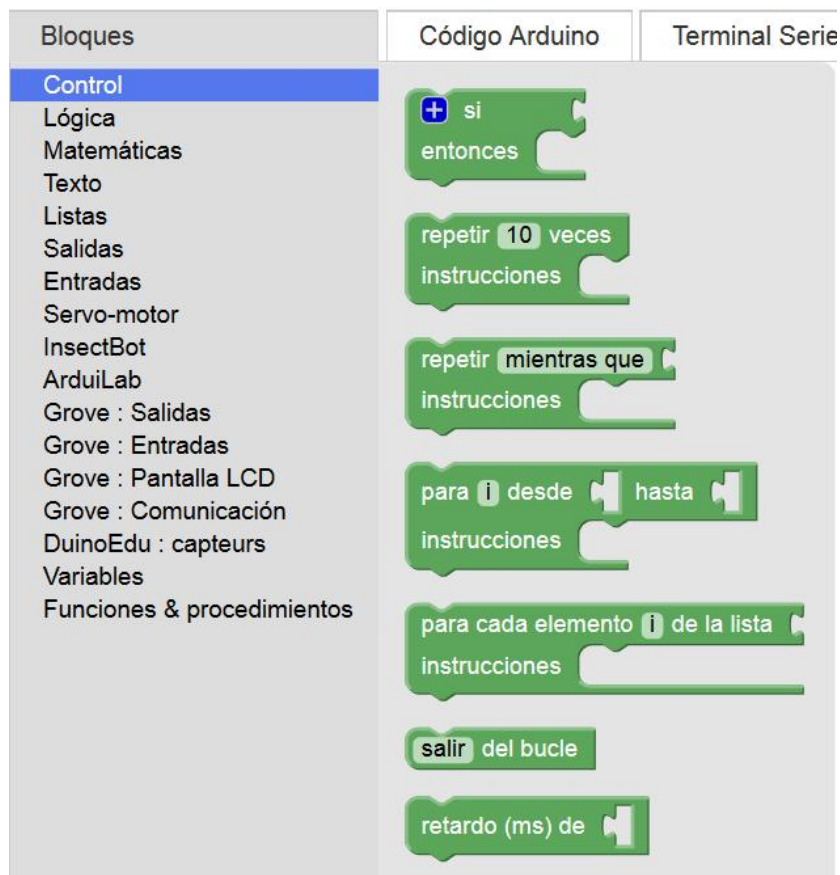 Bloques
Código Arduino
Terminal Serie
Control
Lógica
Matemáticas
Texto
Listas
Salidas
Entradas
Servo-motor
InsectBot
ArduiLab
Grove : Salidas
Grove : Entradas
Grove : Pantalla LCD
Grove : Comunicación
DuinoEdu : capteurs
Variables
Funciones & procedimientos
si
entonces
repetir 10 veces
instrucciones
repetir mientras que
instrucciones
para i desde hasta
instrucciones
para cada elemento i de la lista
instrucciones
salir del bucle
retardo (ms) de